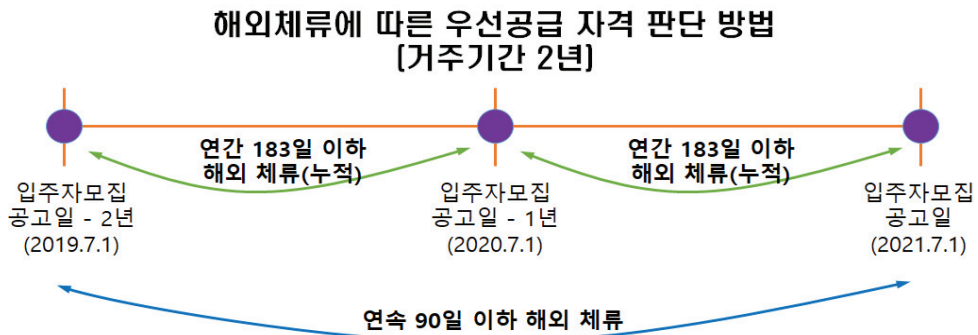 해외체류에 따른 우선공급 자격 판단 방법
[거주기간 2년]
연간 183일 이하
해외 체류(누적)
연간 183일 이하
해외 체류(누적)
입주자모집
공고일 - 2년
(2019.7.1)
입주자모집
공고일 - 1년
(2020.7.1)
입주자모집
공고일
(2021.7.1)
연속 90일 이하 해외 체류